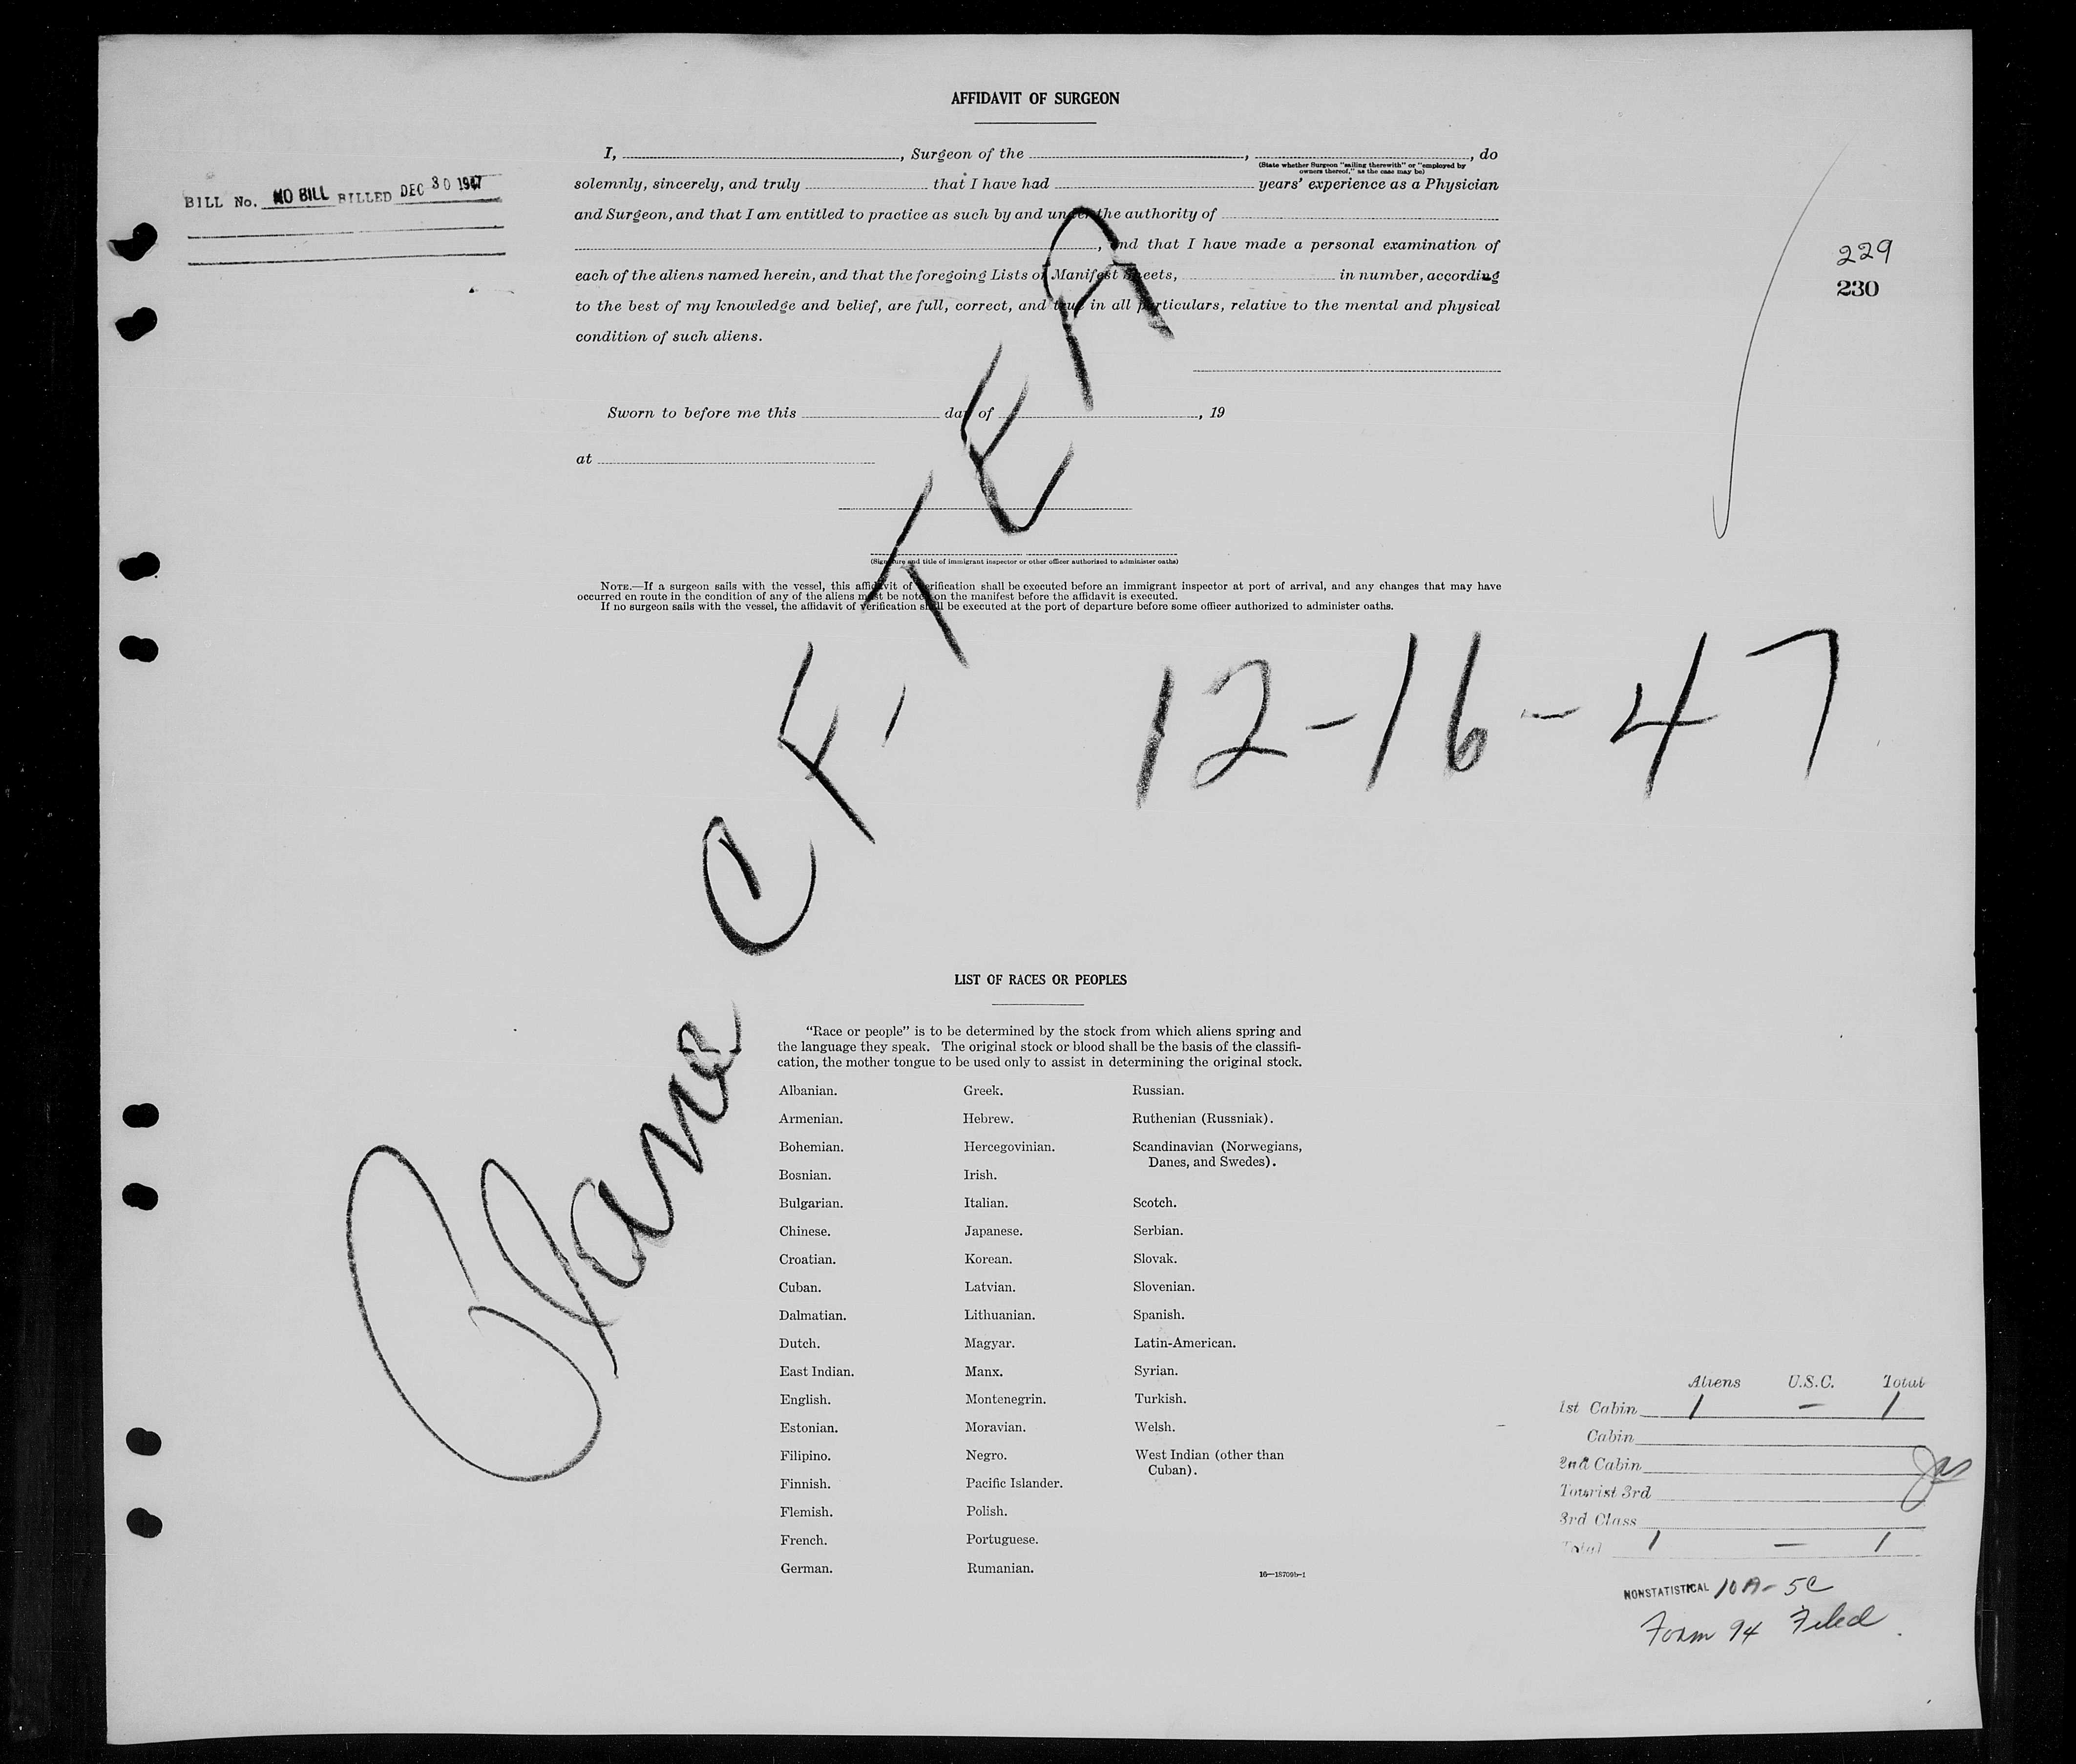 AFFIDAVIT OF SURGEON
BILL No. NO BILL BILLED DEC 30 1947
I, , Surgeon of the , , do
(State whether Surgeon "sailing therewith" or "employed by
owners thereof," as the case may be)
solemnly, sincerely, and truly that I have had years' experience as a Physician
and Surgeon, and that I am entitled to practice as such by and under the authority of
, and that I have made a personal examination of
each of the aliens named herein, and that the foregoing Lists or Manifest Sheets, in number, according
to the best of my knowledge and belief, are full, correct, and true in all particulars, relative to the mental and physical
condition of such aliens.
229
230
Sworn to before me this day of , 19
at
(Signature and title of immigrant inspector or other officer authorized to administer oaths)
NOTE.—If a surgeon sails with the vessel, this affidavit of verification shall be executed before an immigrant inspector at port of arrival, and any changes that may have
occurred en route in the condition of any of the aliens must be noted on the manifest before the affidavit is executed.
If no surgeon sails with the vessel, the affidavit of verification shall be executed at the port of departure before some officer authorized to administer oaths.
Plane CF-TEA
12-16-47
LIST OF RACES OR PEOPLES
"Race or people" is to be determined by the stock from which aliens spring and
the language they speak. The original stock or blood shall be the basis of the classifi-
cation, the mother tongue to be used only to assist in determining the original stock.
Albanian. Greek. Russian.
Armenian. Hebrew. Ruthenian (Russniak).
Bohemian. Hercegovinian. Scandinavian (Norwegians,
Danes, and Swedes).
Bosnian. Irish.
Bulgarian. Italian. Scotch.
Chinese. Japanese. Serbian.
Croatian. Korean. Slovak.
Cuban. Latvian. Slovenian.
Dalmatian. Lithuanian. Spanish.
Dutch. Magyar. Latin-American.
East Indian. Manx. Syrian.
English. Montenegrin. Turkish.
Estonian. Moravian. Welsh.
Filipino. Negro. West Indian (other than
Cuban).
Finnish. Pacific Islander.
Flemish. Polish.
French. Portuguese.
German. Rumanian.
16—18709b-1
Aliens U.S.C. Total
1st Cabin 1 — 1
Cabin
2nd Cabin
Tourist 3rd
3rd Class
Total 1 — 1
NONSTATISTICAL 10A-5C
Form 94 Filed